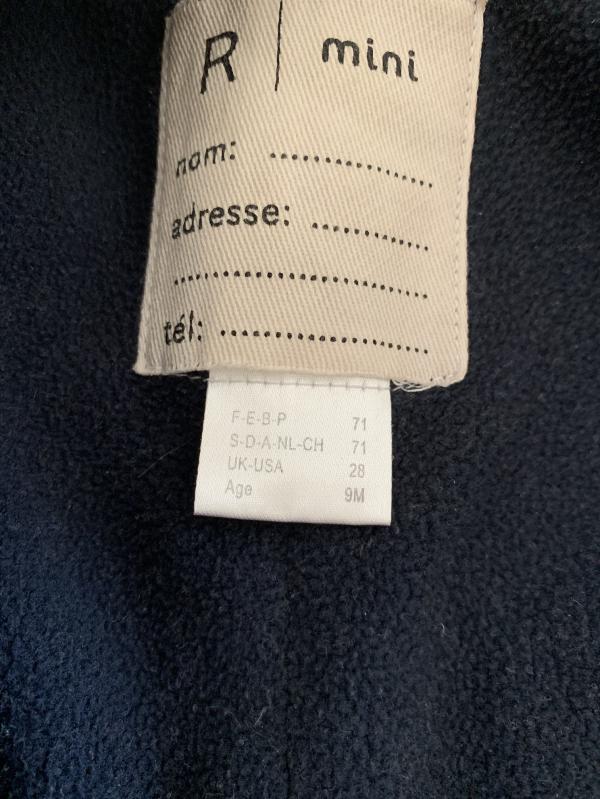 R | mini
nom: ....................
adresse: ..............
..............................
tél: .........................
F-E-B-P 71
S-D-A-NL-CH 71
UK-USA 28
Age 9M